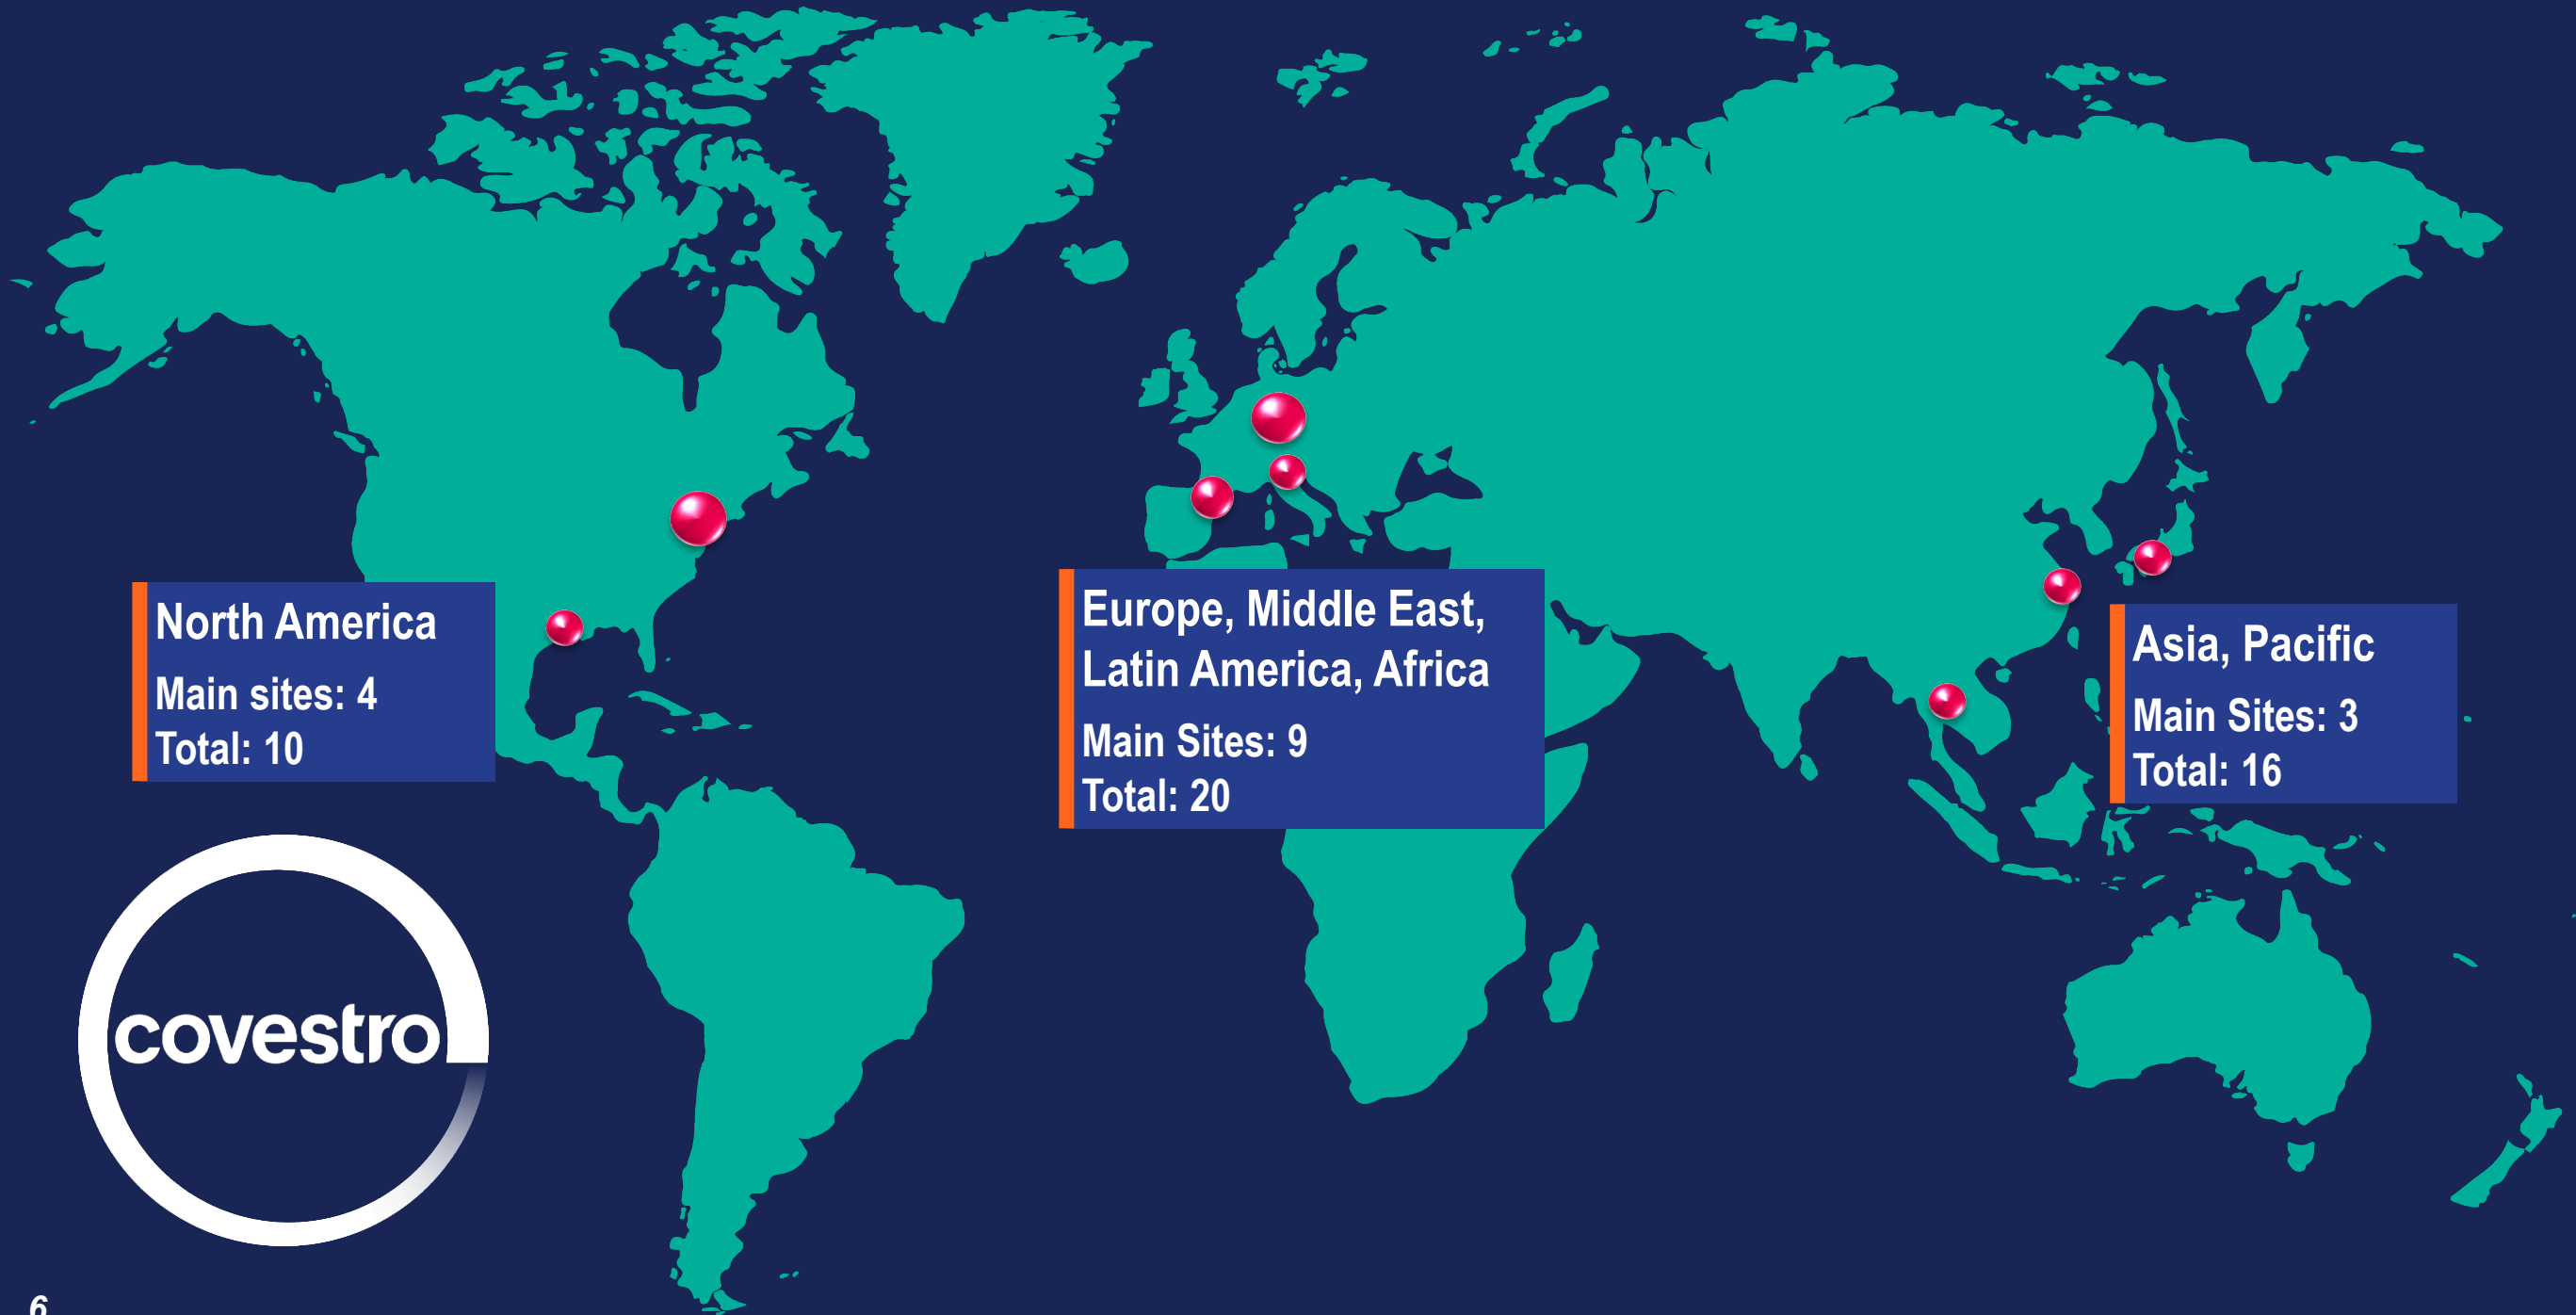 North America
Main sites: 4
Total: 10
Europe, Middle East,
Latin America, Africa
Main Sites: 9
Total: 20
Asia, Pacific
Main Sites: 3
Total: 16
covestro
6